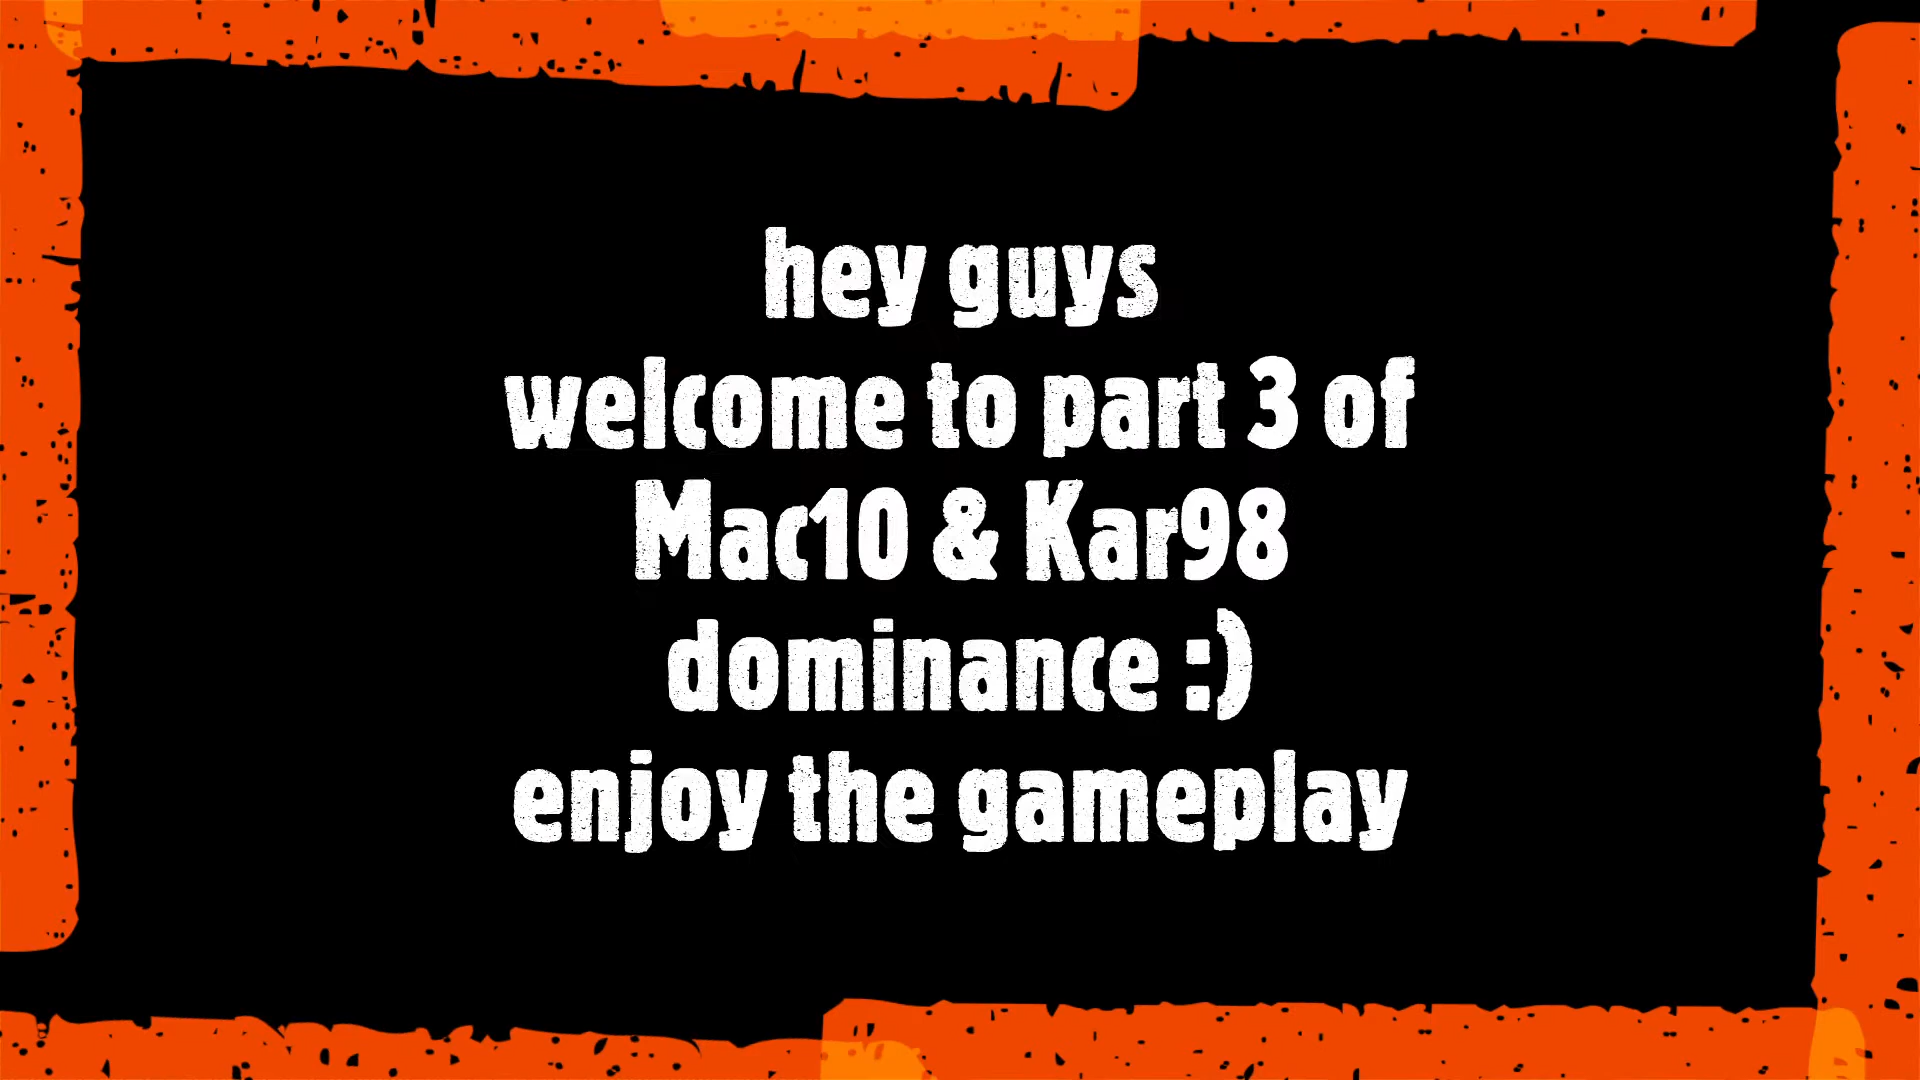 hey guys
welcome to part 3 of
Mac10 & Kar98
dominance :)
enjoy the gameplay